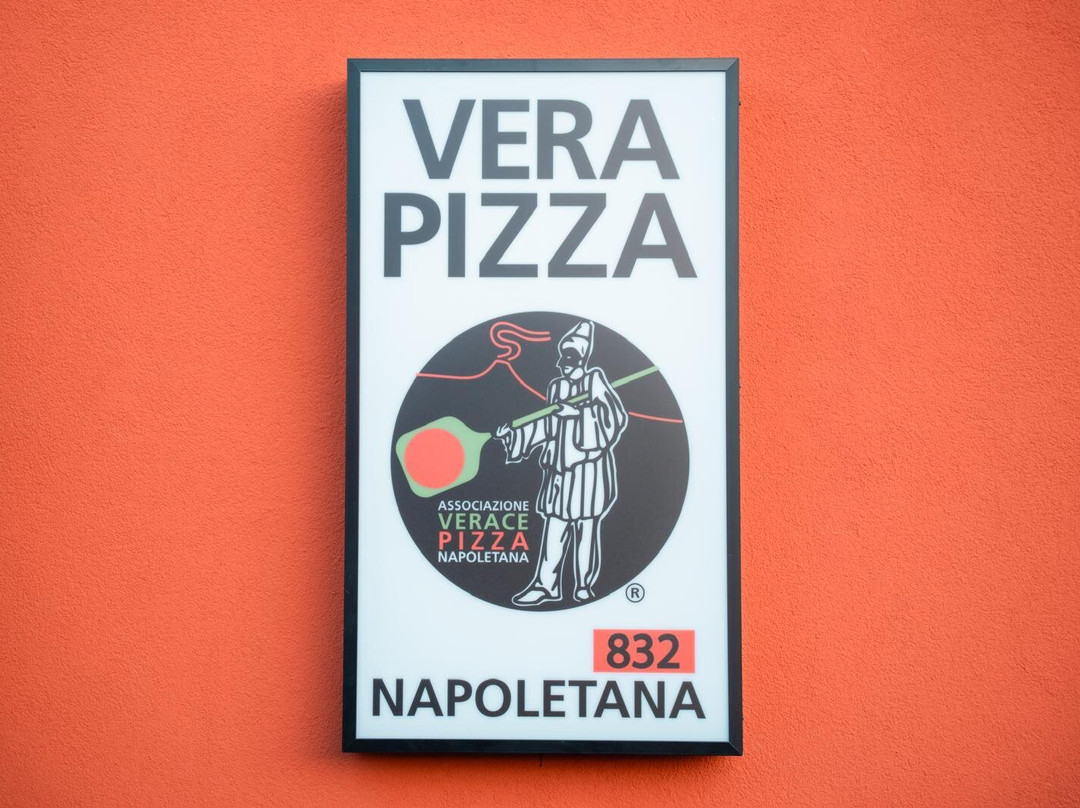 VERA
PIZZA
ASSOCIAZIONE
VERACE
PIZZA
NAPOLETANA
®
832
NAPOLETANA